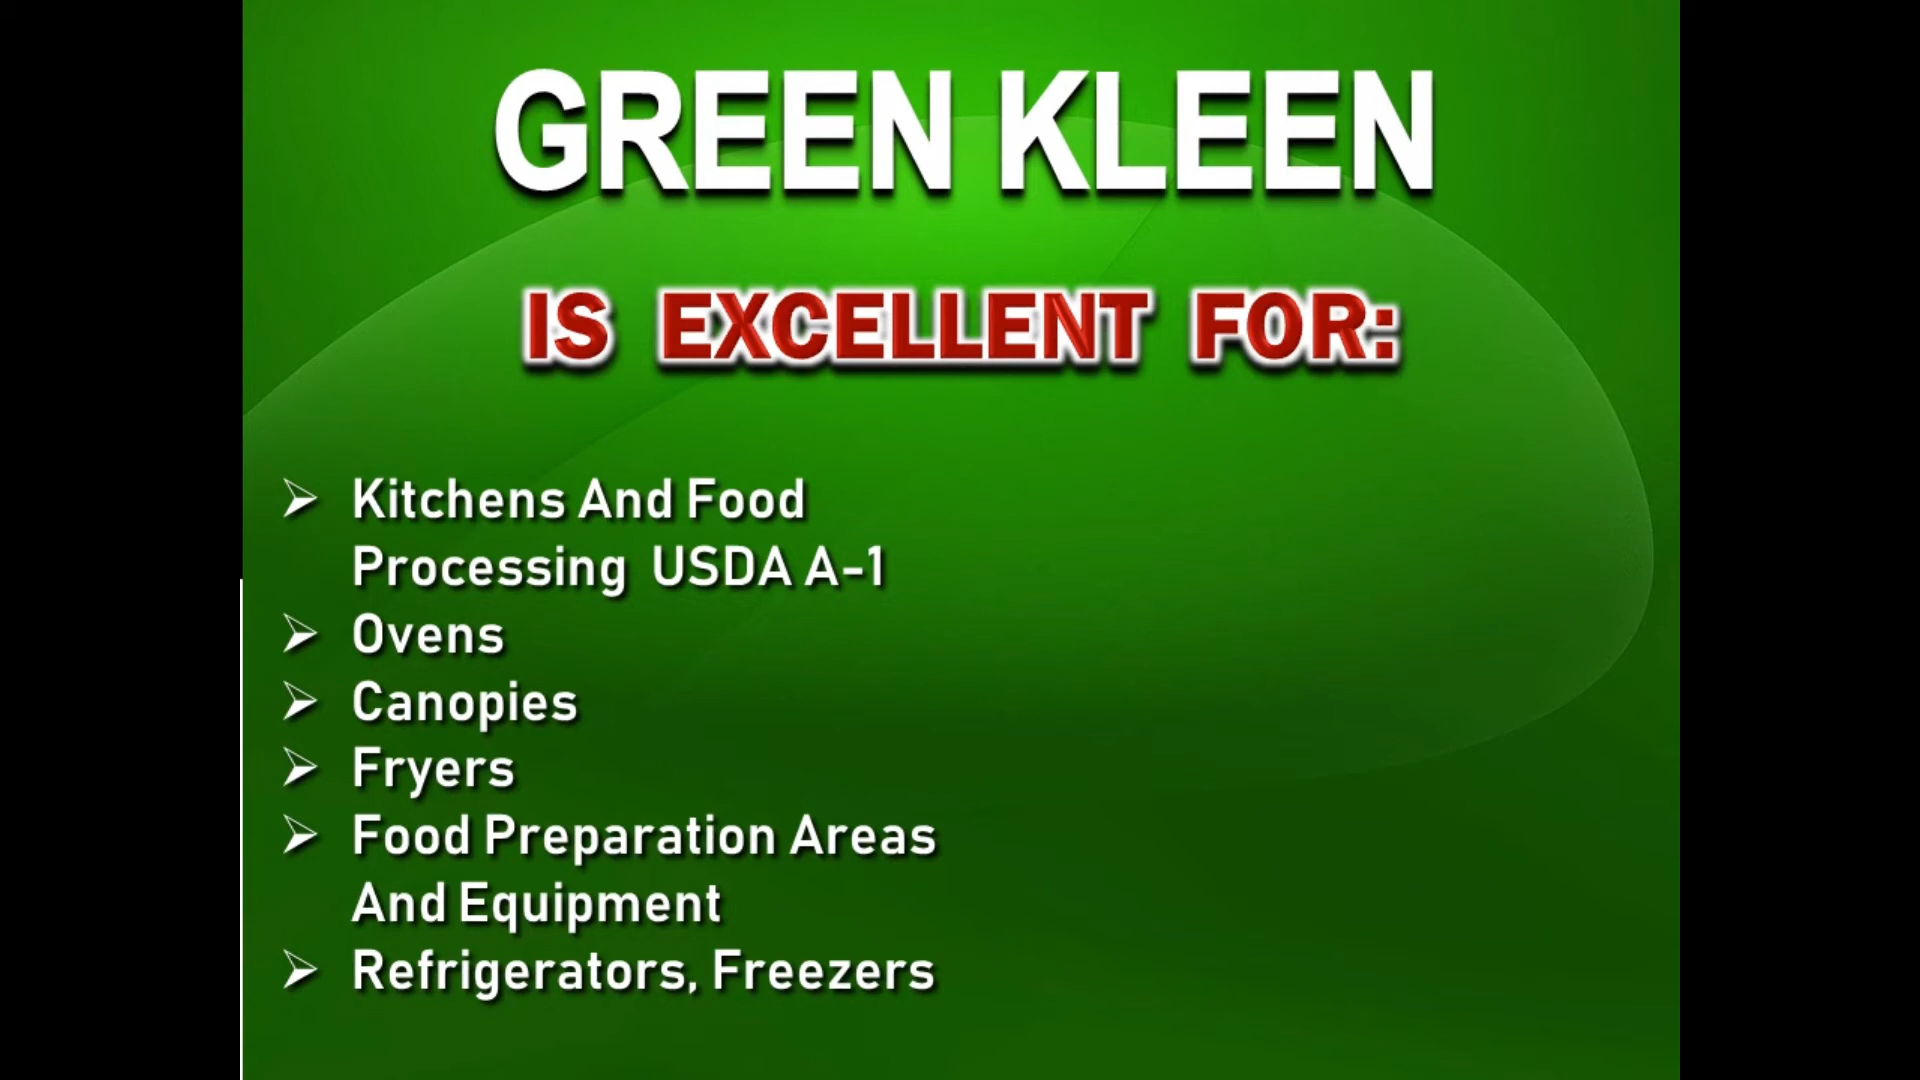 GREEN KLEEN
IS EXCELLENT FOR:
➢ Kitchens And Food
Processing USDA A-1
➢ Ovens
➢ Canopies
➢ Fryers
➢ Food Preparation Areas
And Equipment
➢ Refrigerators, Freezers